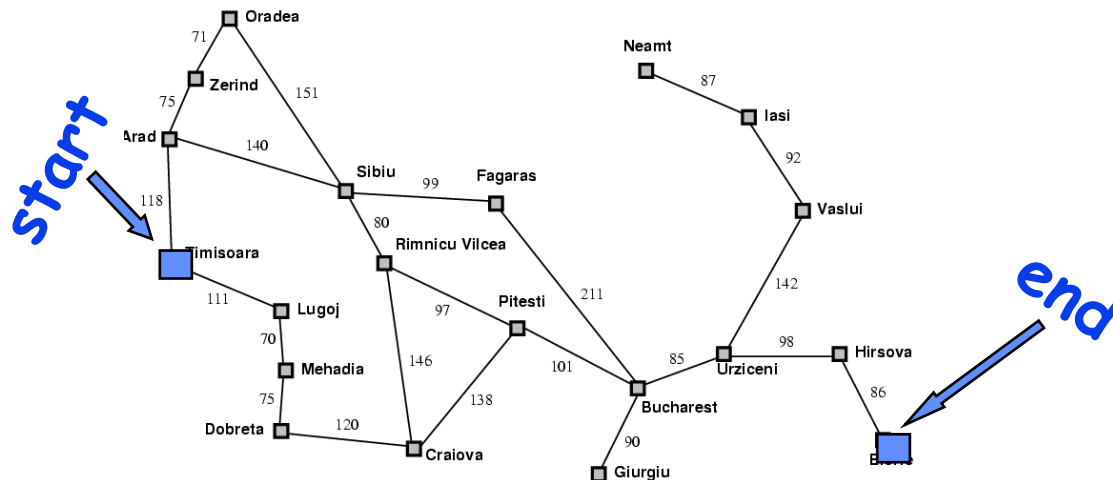 Oradea
71
Neamt
87
Zerind
151
75
Iasi
start
Arad
140
92
Sibiu
99
Fagaras
118
80
Vaslui
Rimnicu Vilcea
Timisoara
142
end
111
211
97
Pitesti
Lugoj
70
98
Hirsova
85
Urziceni
146
101
Mehadia
86
75
138
Bucharest
Dobreta
120
90
Craiova
Giurgiu